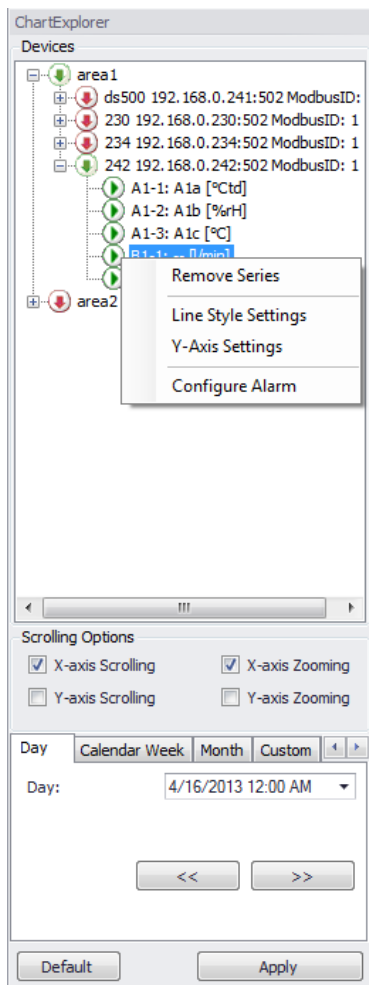 ChartExplorer
Devices
area1
ds500 192.168.0.241:502 ModbusID:
230 192.168.0.230:502 ModbusID: 1
234 192.168.0.234:502 ModbusID: 1
242 192.168.0.242:502 ModbusID: 1
A1-1: A1a [°Ctd]
A1-2: A1b [%rH]
A1-3: A1c [°C]
B1-1: -- [l/min]
area2
Remove Series
Line Style Settings
Y-Axis Settings
Configure Alarm
Scrolling Options
X-axis Scrolling X-axis Zooming
Y-axis Scrolling Y-axis Zooming
Day Calendar Week Month Custom
Day: 4/16/2013 12:00 AM
<< >>
Default Apply